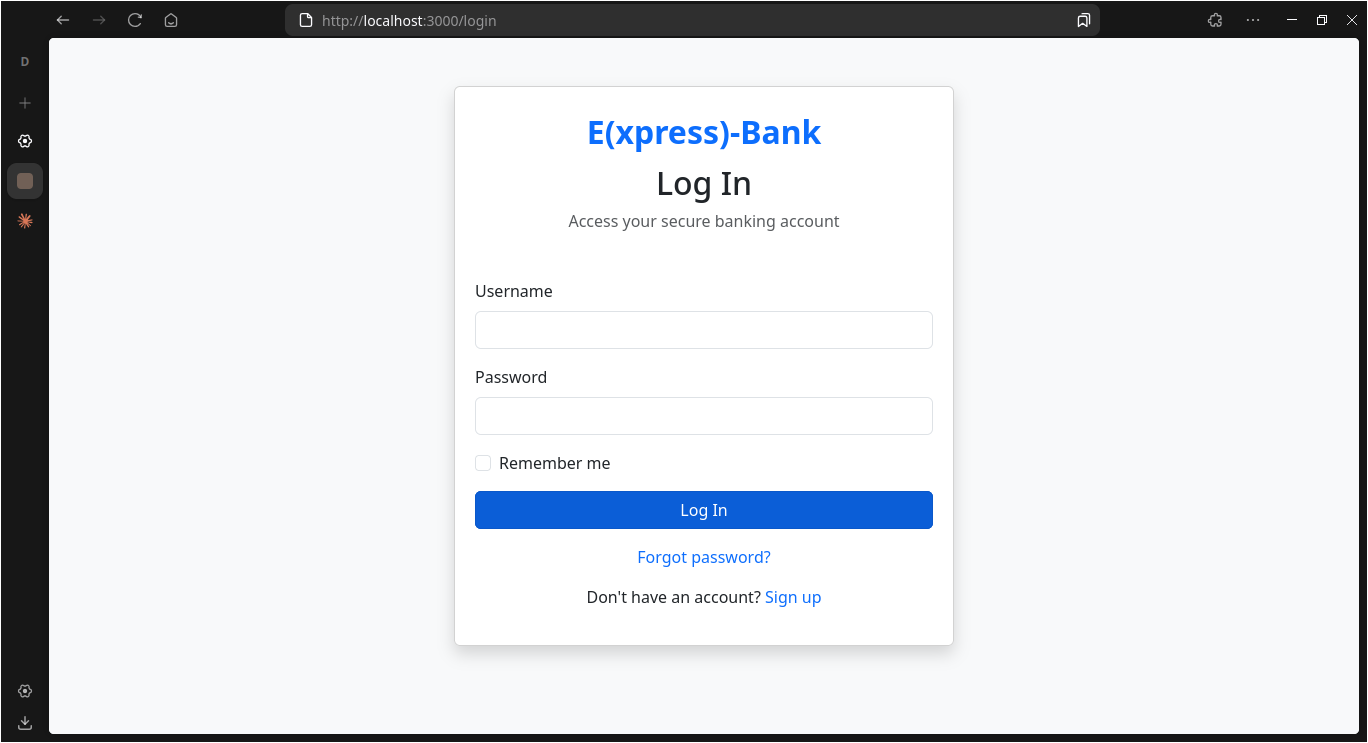 http://localhost:3000/login
D
E(xpress)-Bank
Log In
Access your secure banking account
Username
Password
Remember me
Log In
Forgot password?
Don't have an account? Sign up